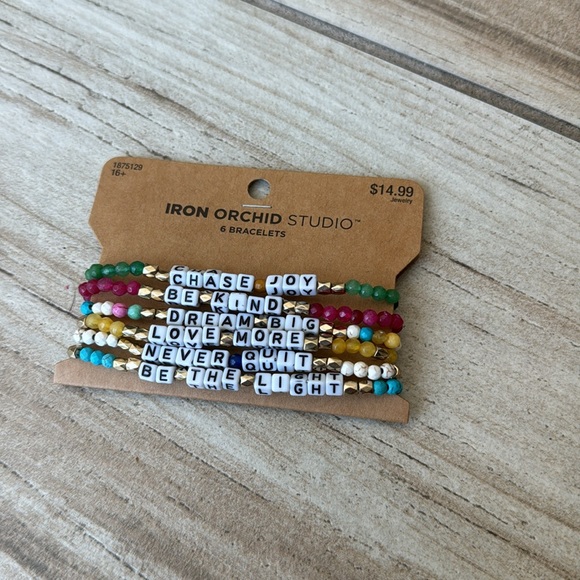 1875129
16+
$14.99
Jewelry
IRON ORCHID STUDIO™
6 BRACELETS
CHASE JOY
BE KIND
DREAM BIG
LOVE MORE
NEVER QUIT
BE THE LIGHT